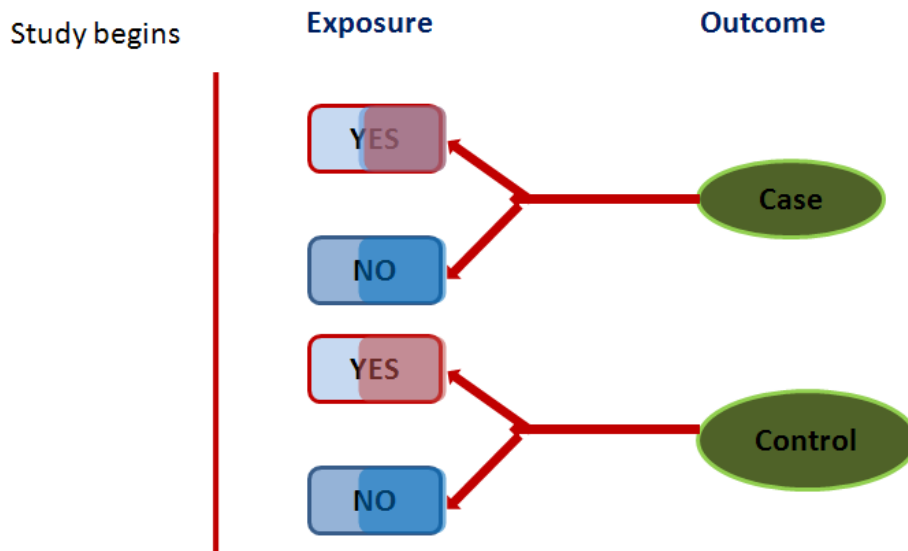 Study begins
Exposure
Outcome
YES
Case
NO
YES
Control
NO